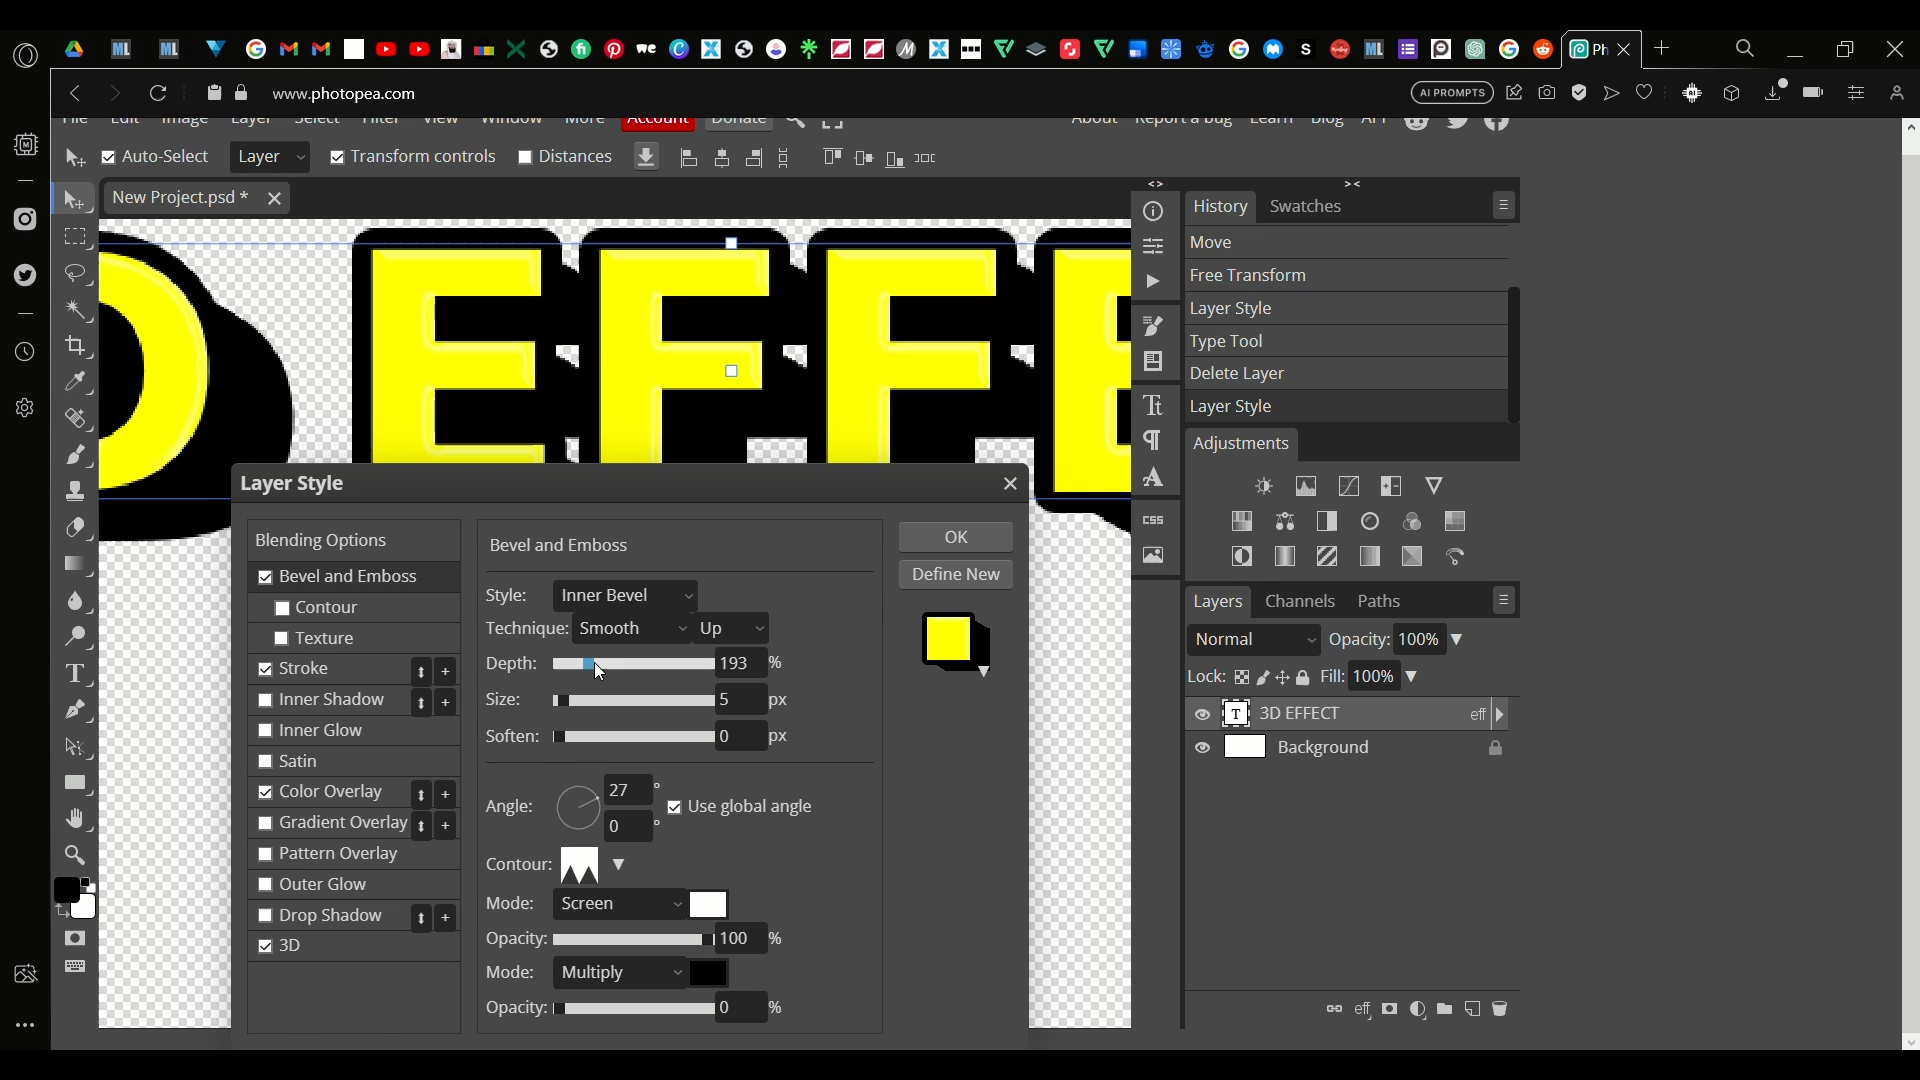 Ph
www.photopea.com
AI PROMPTS
File Edit Image Layer Select Filter View Window More Account Donate
About Report a bug Learn Blog API
Auto-Select Layer Transform controls Distances
New Project.psd *
EFFE
History Swatches
Move
Free Transform
Layer Style
Type Tool
Delete Layer
Layer Style
Adjustments
CSS
Layer Style
Blending Options
Bevel and Emboss
Contour
Texture
Stroke
Inner Shadow
Inner Glow
Satin
Color Overlay
Gradient Overlay
Pattern Overlay
Outer Glow
Drop Shadow
3D
Bevel and Emboss
Style: Inner Bevel
Technique: Smooth Up
Depth: 193 %
Size: 5 px
Soften: 0 px
Angle: 27 °
0 °
Use global angle
Contour:
Mode: Screen
Opacity: 100 %
Mode: Multiply
Opacity: 0 %
OK
Define New
Layers Channels Paths
Normal Opacity: 100%
Lock: Fill: 100%
T 3D EFFECT eff
Background
eff